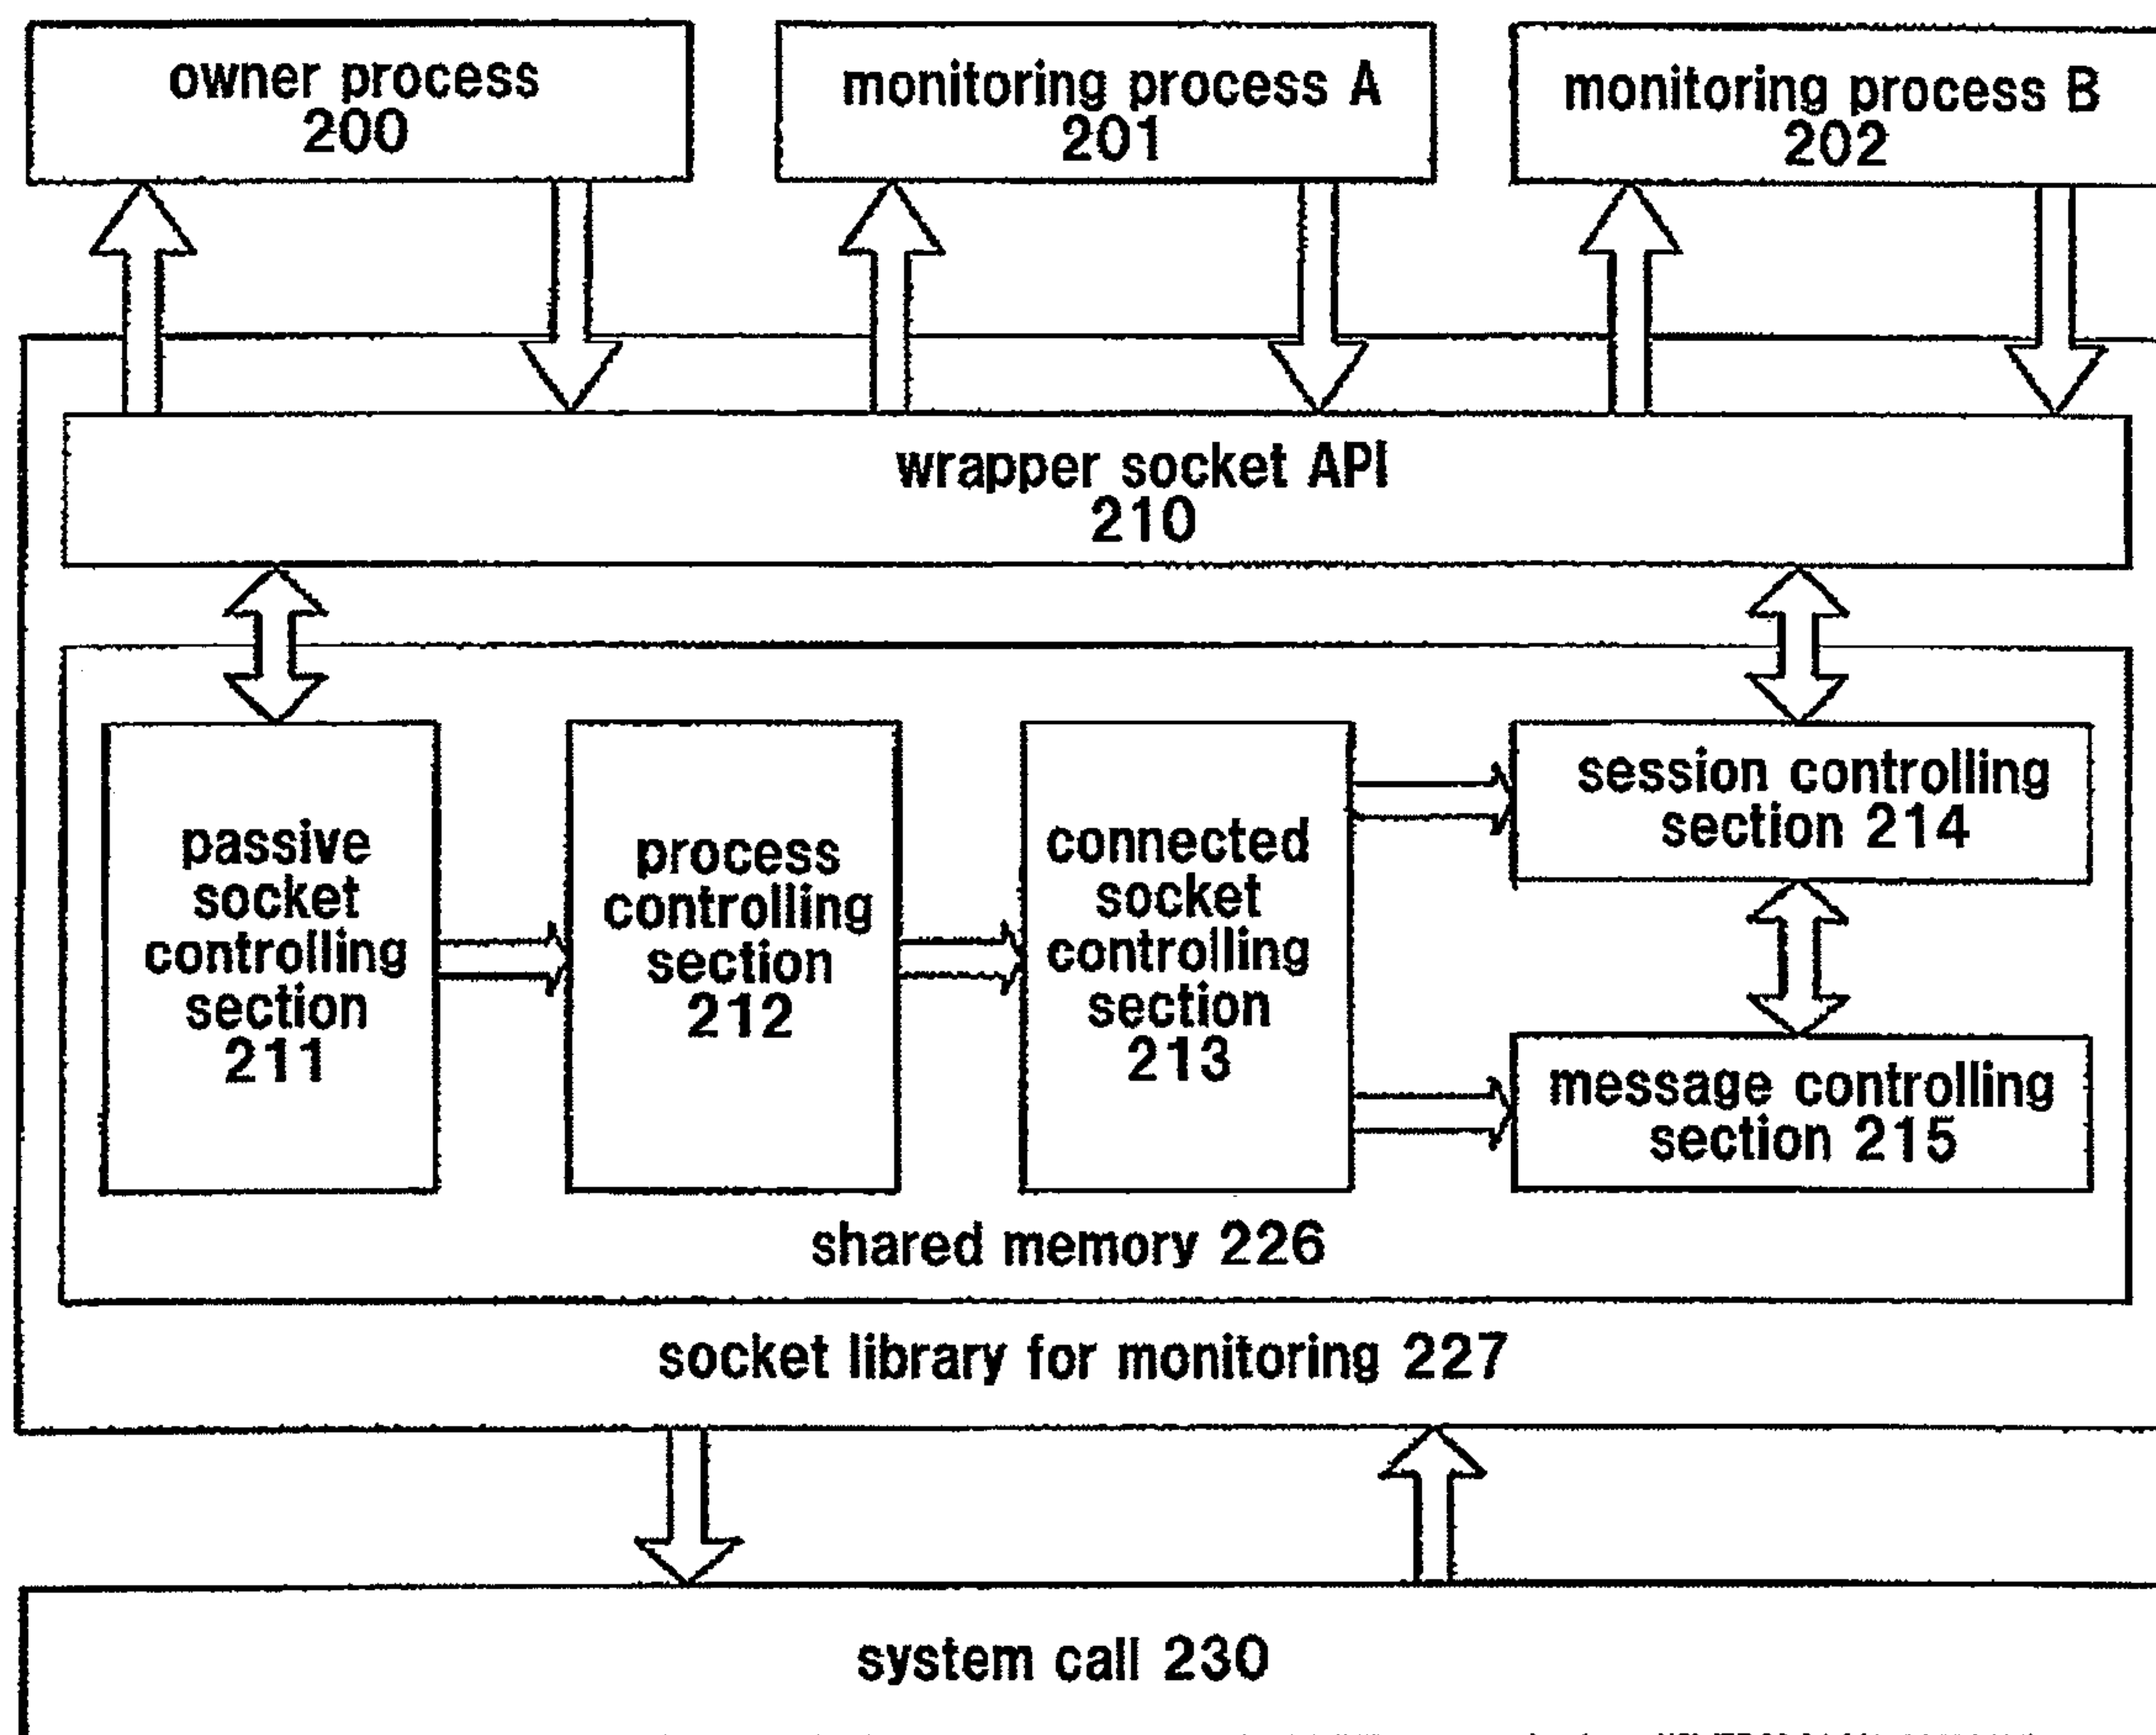 owner process
200
monitoring process A
201
monitoring process B
202
wrapper socket API
210
passive
socket
controlling
section
211
process
controlling
section
212
connected
socket
controlling
section
213
session controlling
section 214
message controlling
section 215
shared memory 226
socket library for monitoring 227
system call 230